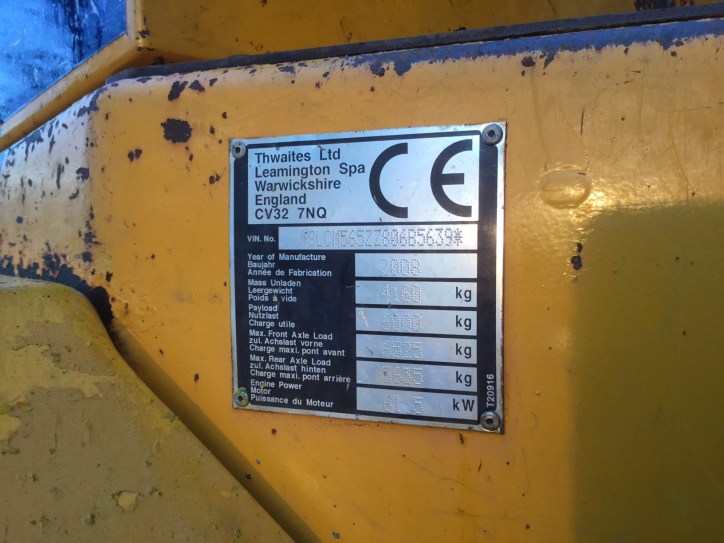 Thwaites Ltd
Leamington Spa
Warwickshire
England
CV32 7NQ
CE
VIN. No. *SLCM565ZZ806B5639*
Year of Manufacture
Baujahr
Année de Fabrication
2008
Mass Unladen
Leergewicht
Poids à vide
4160 kg
Payload
Nutzlast
Charge utile
kg
Max. Front Axle Load
zul. Achslast vorne
Charge maxi. pont avant
6525 kg
Max. Rear Axle Load
zul. Achslast hinten
Charge maxi. pont arrière
kg
Engine Power
Motor
Puissance du Moteur
kW
T20916